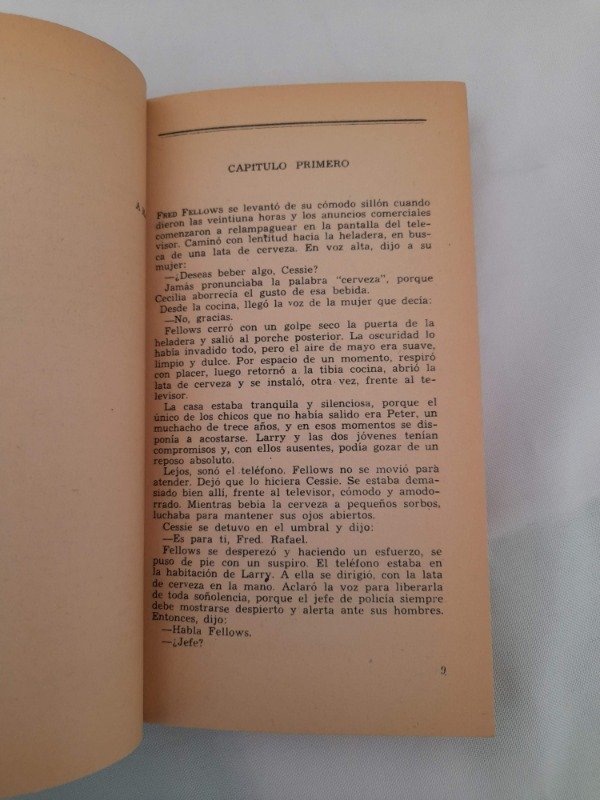 CAPITULO PRIMERO
FRED FELLOWS se levantó de su cómodo sillón cuando
dieron las veintiuna horas y los anuncios comerciales
comenzaron a relampaguear en la pantalla del tele-
visor. Caminó con lentitud hacia la heladera, en bus-
ca de una lata de cerveza. En voz alta, dijo a su
mujer:
—¿Deseas beber algo, Cessie?
Jamás pronunciaba la palabra "cerveza", porque
Cecilia aborrecía el gusto de esa bebida.
Desde la cocina, llegó la voz de la mujer que decía:
—No, gracias.
Fellows cerró con un golpe seco la puerta de la
heladera y salió al porche posterior. La oscuridad lo
había invadido todo, pero el aire de mayo era suave,
limpio y dulce. Por espacio de un momento, respiró
con placer, luego retornó a la tibia cocina, abrió la
lata de cerveza y se instaló, otra vez, frente al te-
levisor.
La casa estaba tranquila y silenciosa, porque el
único de los chicos que no había salido era Peter, un
muchacho de trece años, y en esos momentos se dis-
ponía a acostarse. Larry y las dos jóvenes tenían
compromisos y, con ellos ausentes, podía gozar de un
reposo absoluto.
Lejos, sonó el teléfono. Fellows no se movió para
atender. Dejó que lo hiciera Cessie. Se estaba dema-
siado bien allí, frente al televisor, cómodo y amodo-
rrado. Mientras bebía la cerveza a pequeños sorbos,
luchaba para mantener sus ojos abiertos.
Cessie se detuvo en el umbral y dijo:
—Es para ti, Fred. Rafael.
Fellows se desperezó y haciendo un esfuerzo, se
puso de pie con un suspiro. El teléfono estaba en
la habitación de Larry. A ella se dirigió, con la lata
de cerveza en la mano. Aclaró la voz para liberarla
de toda soñolencia, porque el jefe de policía siempre
debe mostrarse despierto y alerta ante sus hombres.
Entonces, dijo:
—Habla Fellows.
—¿Jefe?
9